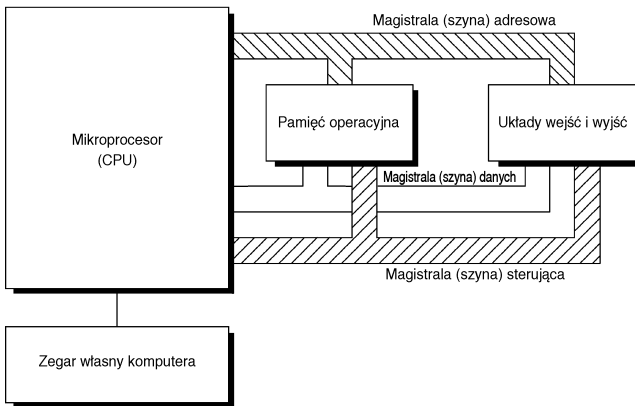 Magistrala (szyna) adresowa
Mikroprocesor
(CPU)
Pamięć operacyjna
Układy wejść i wyjść
Magistrala (szyna) danych
Magistrala (szyna) sterująca
Zegar własny komputera